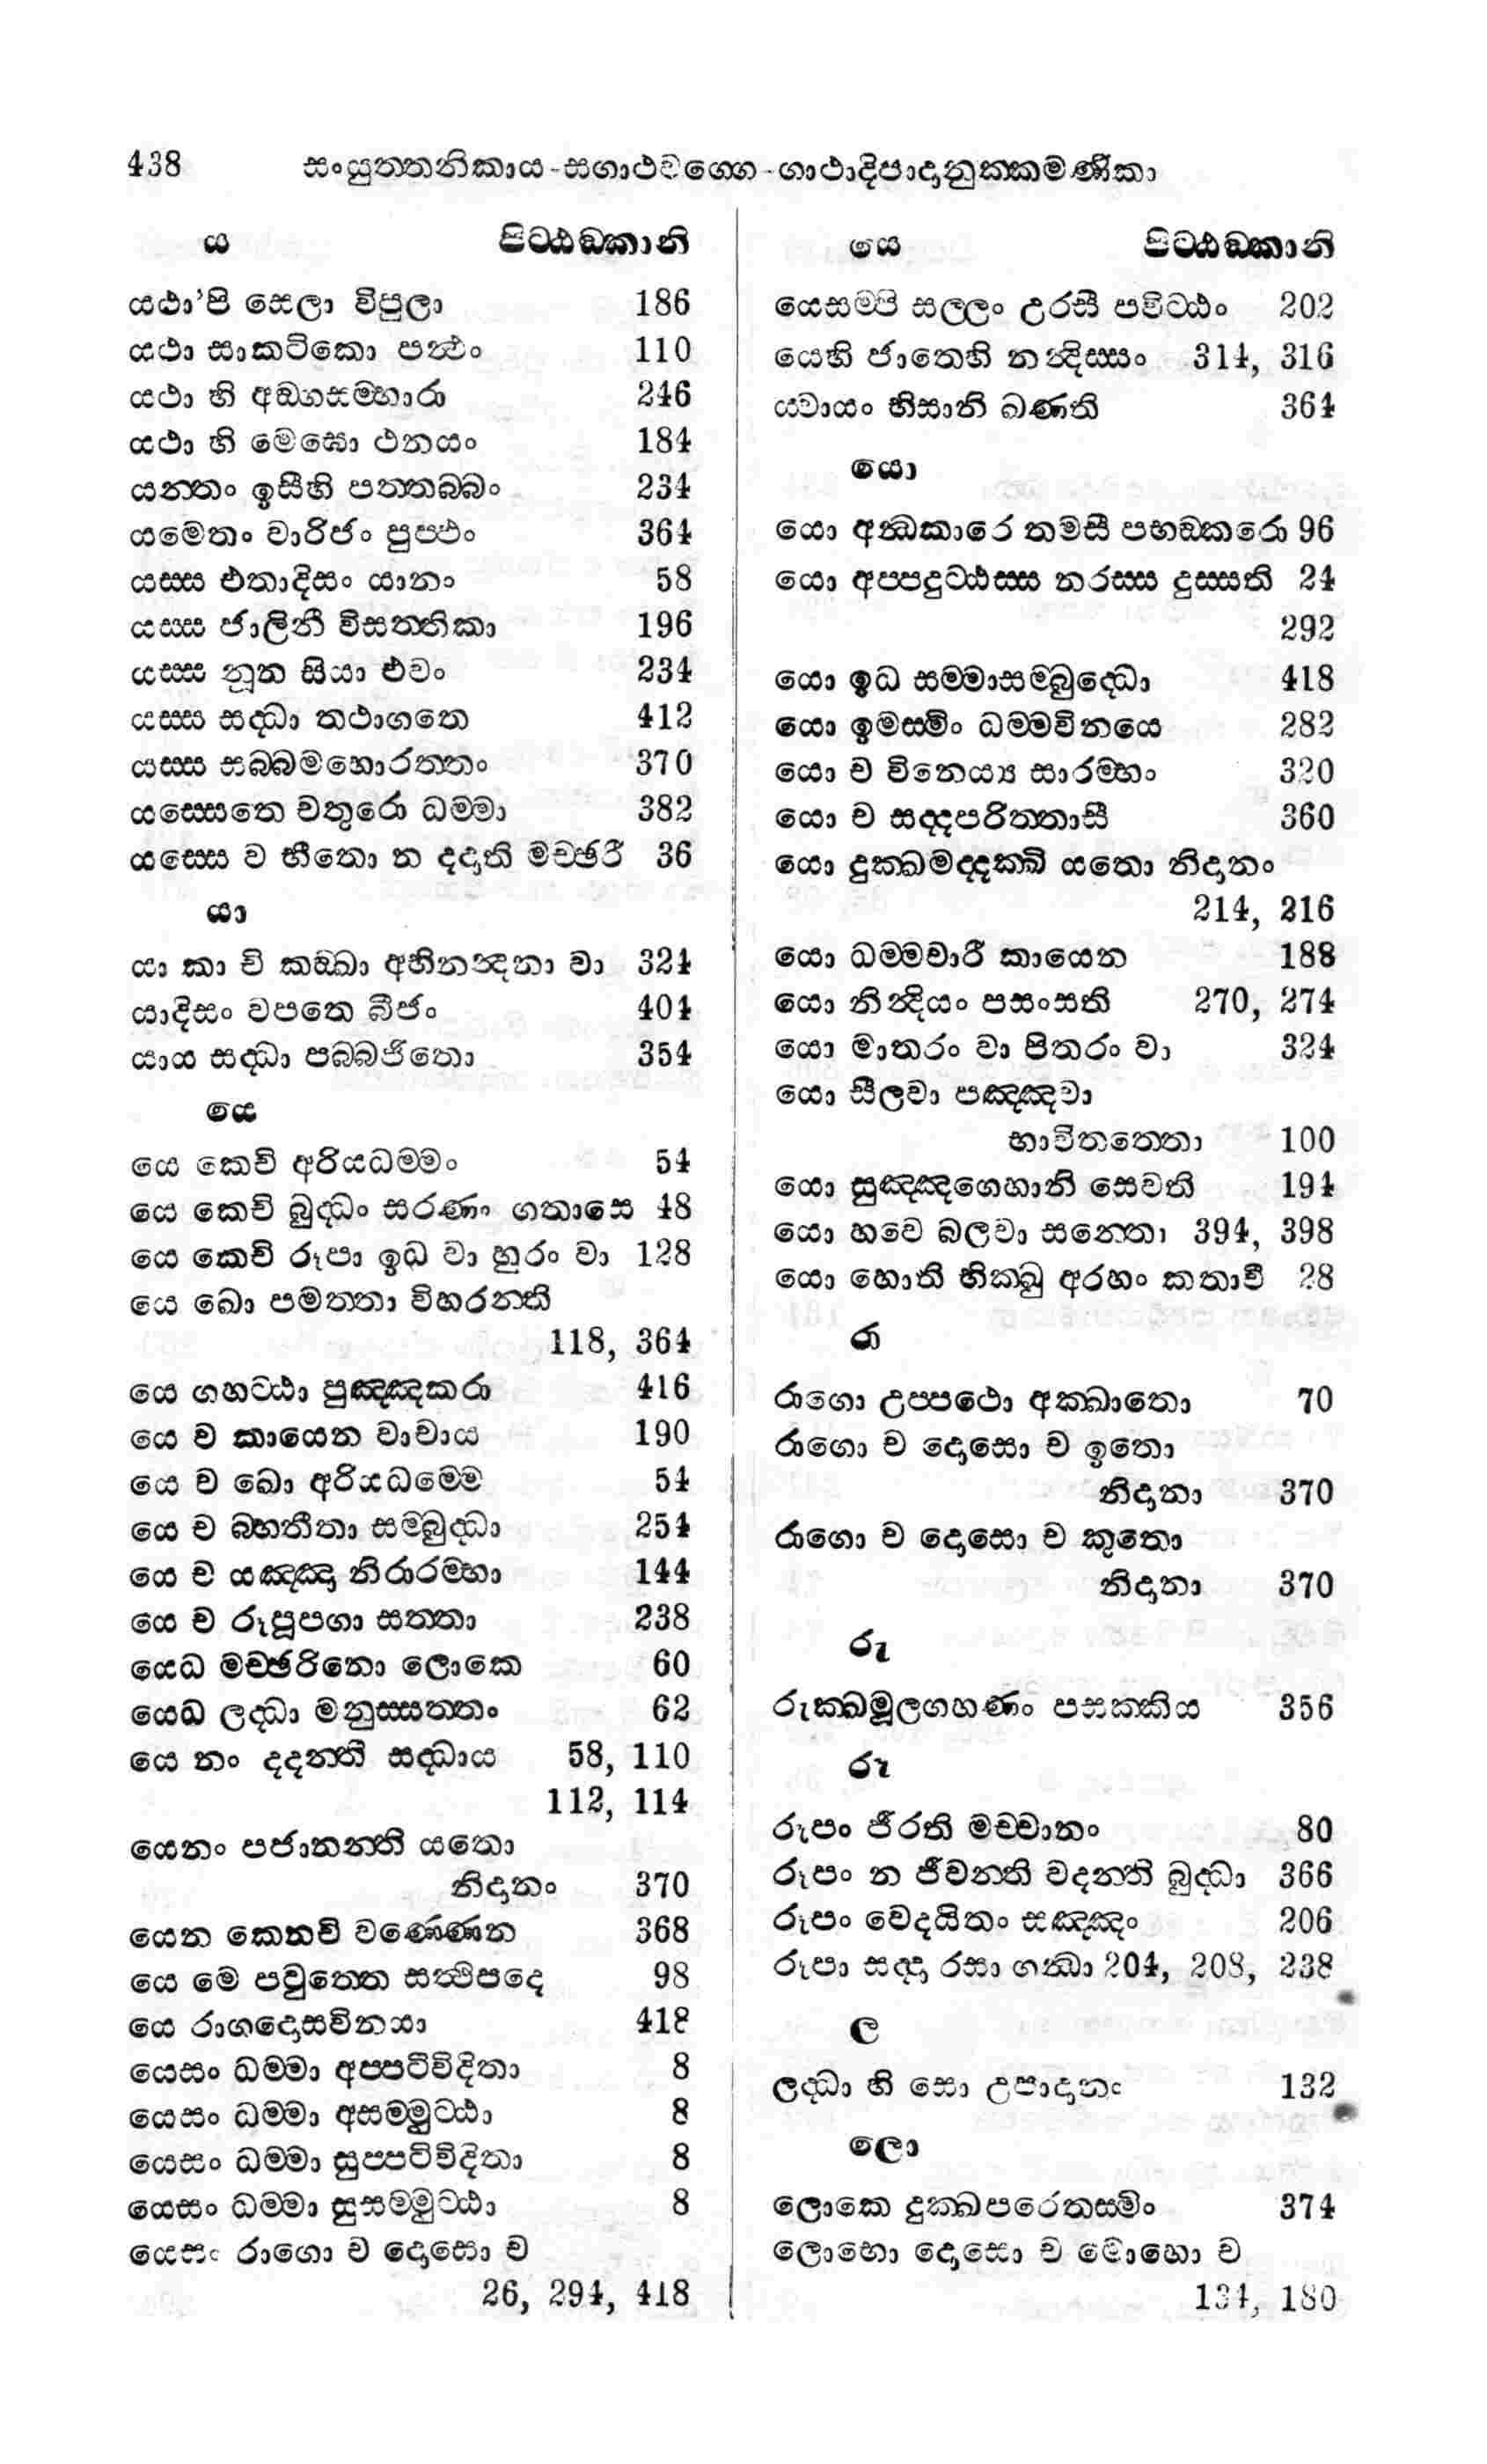 438 සංයුත්තනිකාය-සගාථවග්ගෙ-ගාථාදිපාදානුක්කමණිකා
ය පිට්ඨඞ්කානි
යථා'පි සෙලා විපුලා 186
යථා සාකටිකො පන්ථං 110
යථා හි අඞ්ගසම්භාරා 246
යථා හි මෙඝො ථනයං 184
යන්තං ඉසීහි පත්තබ්බං 234
යමෙතං වාරිජං පුප්ඵං 364
යස්ස එතාදිසං යානං 58
යස්ස ජාලිනී විසත්තිකා 196
යස්ස නූන සියා එවං 234
යස්ස සද්ධා තථාගතෙ 412
යස්ස සබ්බමහොරත්තං 370
යස්සෙතෙ චතුරො ධම්මා 382
යස්සෙ ව භීතො න දදාති මච්ඡරී 36
යා
යා කා චි කඞ්ඛා අභිනන්දනා වා 324
යාදිසං වපතෙ බීජං 404
යාය සද්ධා පබ්බජිතො 354
යෙ
යෙ කෙචි අරියධම්මං 54
යෙ කෙචි බුද්ධං සරණං ගතාසෙ 48
යෙ කෙචි රූපා ඉධ වා හුරං වා 128
යෙ ඛො පමත්තා විහරන්ති
118, 364
යෙ ගහට්ඨා පුඤ්ඤකරා 416
යෙ ච කායෙන වාචාය 190
යෙ ච ඛො අරියධම්මෙ 54
යෙ ච බ්භතීතා සම්බුද්ධා 254
යෙ ච යඤ්ඤා නිරාරම්භා 144
යෙ ච රූපූපගා සත්තා 238
යෙධ මච්ඡරිනො ලොකෙ 60
යෙධ ලද්ධා මනුස්සත්තං 62
යෙ නං දදන්ති සද්ධාය 58, 110
112, 114
යෙනං පජානන්ති යතො
නිදානං 370
යෙන කෙනචි වණ්ණෙන 368
යෙ මෙ පවුත්තෙ සත්ථිපදෙ 98
යෙ රාගදොසවිනයා 418
යෙසං ධම්මා අප්පටිවිදිතා 8
යෙසං ධම්මා අසම්මුට්ඨා 8
යෙසං ධම්මා සුප්පටිවිදිතා 8
යෙසං ධම්මා සුසම්මුට්ඨා 8
යෙසං රාගො ච දොසො ච
26, 294, 418
යෙ පිට්ඨඞ්කානි
යෙසම්පි සල්ලං උරසී පවිට්ඨං 202
යෙහි ජාතෙහි නන්දිස්සං 314, 316
ය්වායං භිසානි ඛණති 364
යො
යො අන්ධකාරෙ තමසී පභඞ්කරො 96
යො අප්පදුට්ඨස්ස නරස්ස දුස්සති 24
292
යො ඉධ සම්මාසම්බුද්ධො 418
යො ඉමස්මිං ධම්මවිනයෙ 282
යො ච විනෙය්‍ය සාරම්භං 320
යො ච සද්දපරිත්තාසී 360
යො දුක්ඛමද්දක්ඛි යතො නිදානං
214, 216
යො ධම්මචාරී කායෙන 188
යො නින්දියං පසංසති 270, 274
යො මාතරං වා පිතරං වා 324
යො සීලවා පඤ්ඤවා
භාවිතත්තො 100
යො සුඤ්ඤගෙහානි සෙවති 194
යො හවෙ බලවා සන්තො 394, 398
යො හොති භික්ඛු අරහං කතාවී 28
රා
රාගො උප්පථො අක්ඛාතො 70
රාගො ච දොසො ච ඉතො
නිදානා 370
රාගො ච දොසො ච කුතො
නිදානා 370
රු
රුක්ඛමූලගහණං පසක්කිය 356
රූ
රූපං ජීරති මච්චානං 80
රූපං න ජීවන්ති වදන්ති බුද්ධා 366
රූපං වෙදයිතං සඤ්ඤං 206
රූපා සද්දා රසා ගන්ධා 204, 208, 238
ල
ලද්ධා හි සො උපාදානං 132
ලො
ලොකෙ දුක්ඛපරෙතස්මිං 374
ලොභො දොසො ච මොහො ච
134, 180